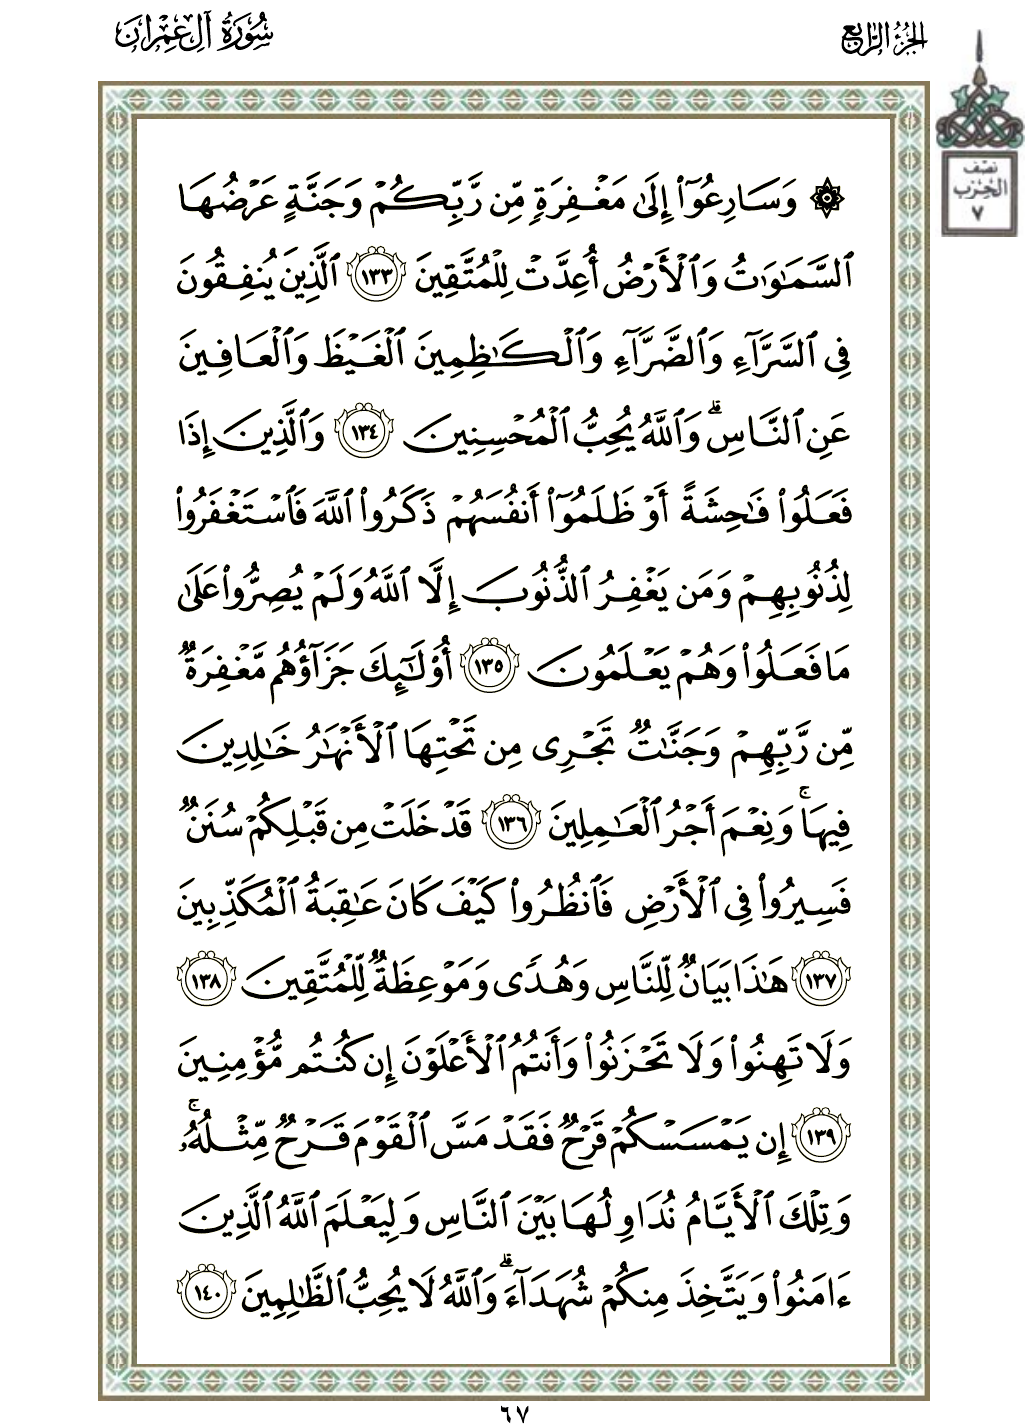 الجزء الرابع
سُورَةُ آلِ عِمْرَانَ
نصف
الحزب
٧
۞ وَسَارِعُوٓا۟ إِلَىٰ مَغْفِرَةٍ مِّن رَّبِّكُمْ وَجَنَّةٍ عَرْضُهَا
ٱلسَّمَـٰوَٰتُ وَٱلْأَرْضُ أُعِدَّتْ لِلْمُتَّقِينَ ١٣٣ ٱلَّذِينَ يُنفِقُونَ
فِى ٱلسَّرَّآءِ وَٱلضَّرَّآءِ وَٱلْكَـٰظِمِينَ ٱلْغَيْظَ وَٱلْعَافِينَ
عَنِ ٱلنَّاسِ ۗ وَٱللَّهُ يُحِبُّ ٱلْمُحْسِنِينَ ١٣٤ وَٱلَّذِينَ إِذَا
فَعَلُوا۟ فَـٰحِشَةً أَوْ ظَلَمُوٓا۟ أَنفُسَهُمْ ذَكَرُوا۟ ٱللَّهَ فَٱسْتَغْفَرُوا۟
لِذُنُوبِهِمْ وَمَن يَغْفِرُ ٱلذُّنُوبَ إِلَّا ٱللَّهُ وَلَمْ يُصِرُّوا۟ عَلَىٰ
مَا فَعَلُوا۟ وَهُمْ يَعْلَمُونَ ١٣٥ أُو۟لَـٰٓئِكَ جَزَآؤُهُم مَّغْفِرَةٌ
مِّن رَّبِّهِمْ وَجَنَّـٰتٌ تَجْرِى مِن تَحْتِهَا ٱلْأَنْهَـٰرُ خَـٰلِدِينَ
فِيهَا ۚ وَنِعْمَ أَجْرُ ٱلْعَـٰمِلِينَ ١٣٦ قَدْ خَلَتْ مِن قَبْلِكُمْ سُنَنٌ
فَسِيرُوا۟ فِى ٱلْأَرْضِ فَٱنظُرُوا۟ كَيْفَ كَانَ عَـٰقِبَةُ ٱلْمُكَذِّبِينَ
١٣٧ هَـٰذَا بَيَانٌ لِّلنَّاسِ وَهُدًى وَمَوْعِظَةٌ لِّلْمُتَّقِينَ ١٣٨
وَلَا تَهِنُوا۟ وَلَا تَحْزَنُوا۟ وَأَنتُمُ ٱلْأَعْلَوْنَ إِن كُنتُم مُّؤْمِنِينَ
١٣٩ إِن يَمْسَسْكُمْ قَرْحٌ فَقَدْ مَسَّ ٱلْقَوْمَ قَرْحٌ مِّثْلُهُۥ ۚ
وَتِلْكَ ٱلْأَيَّامُ نُدَاوِلُهَا بَيْنَ ٱلنَّاسِ وَلِيَعْلَمَ ٱللَّهُ ٱلَّذِينَ
ءَامَنُوا۟ وَيَتَّخِذَ مِنكُمْ شُهَدَآءَ ۗ وَٱللَّهُ لَا يُحِبُّ ٱلظَّـٰلِمِينَ ١٤٠
٦٧